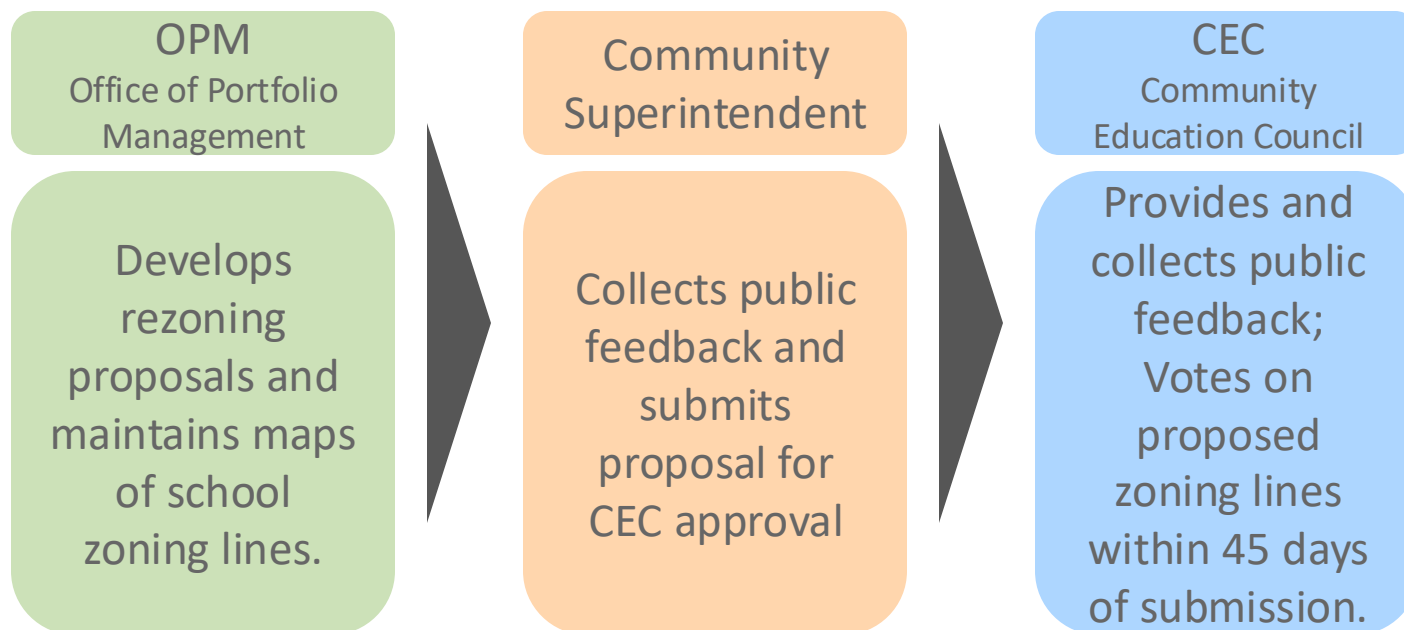 OPM
Office of Portfolio
Management
Develops
rezoning
proposals and
maintains maps
of school
zoning lines.
Community
Superintendent
Collects public
feedback and
submits
proposal for
CEC approval
CEC
Community
Education Council
Provides and
collects public
feedback;
Votes on
proposed
zoning lines
within 45 days
of submission.